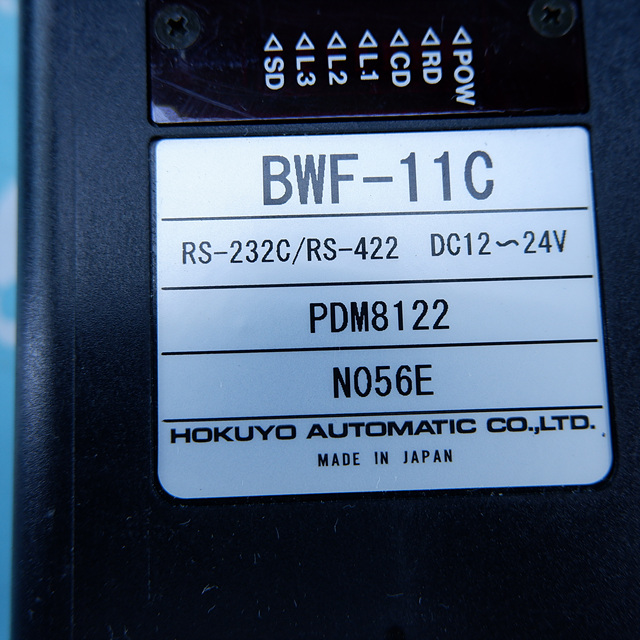 ◁SD
◁L3
◁L2
◁L1
◁CD
◁RD
◁POW
BWF-11C
RS-232C/RS-422 DC12～24V
PDM8122
NO56E
HOKUYO AUTOMATIC CO.,LTD.
MADE IN JAPAN